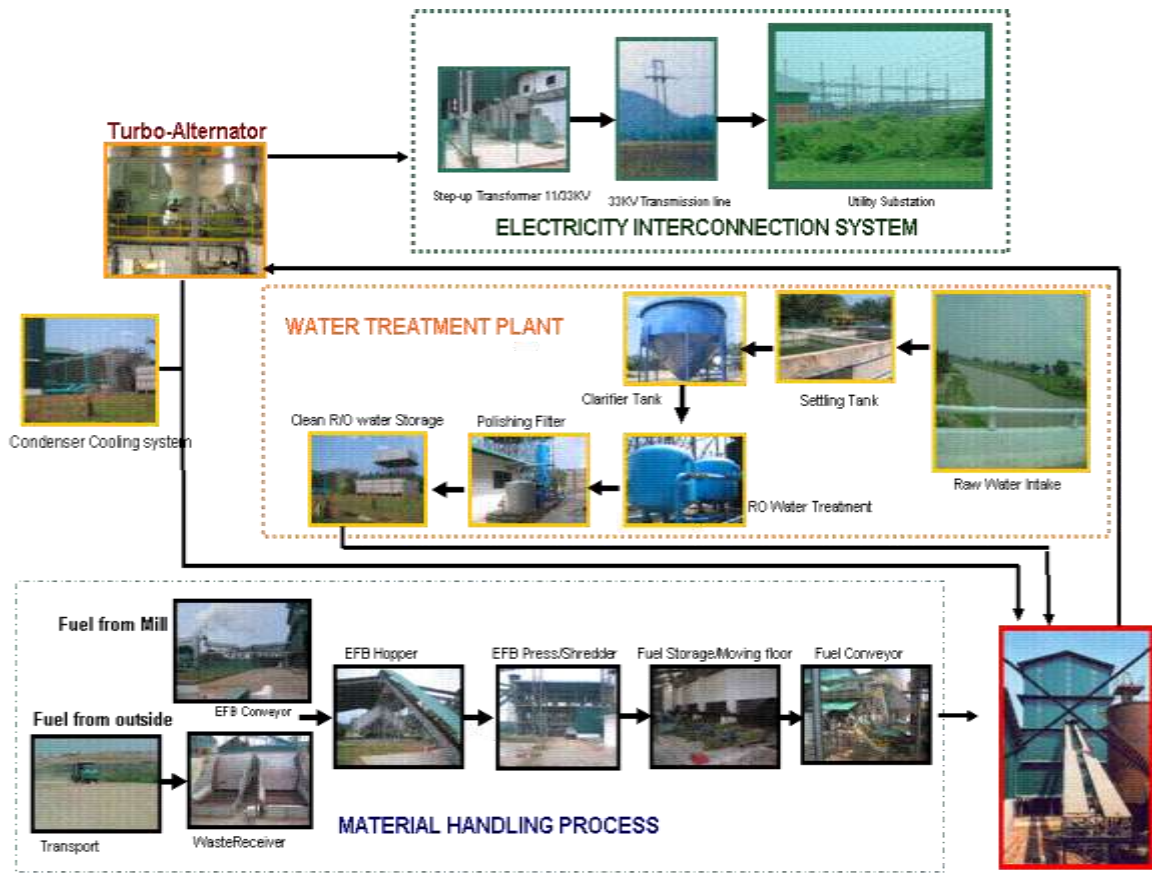 Turbo-Alternator
Step-up Transformer 11/33KV
33KV Transmission line
Utility Substation
ELECTRICITY INTERCONNECTION SYSTEM
WATER TREATMENT PLANT
Clarifier Tank
Settling Tank
Raw Water Intake
Clean R/O water Storage
Polishing Filter
RO Water Treatment
Condenser Cooling system
Fuel from Mill
EFB Conveyor
Fuel from outside
Transport
WasteReceiver
EFB Hopper
EFB Press/Shredder
Fuel Storage/Moving floor
Fuel Conveyor
MATERIAL HANDLING PROCESS